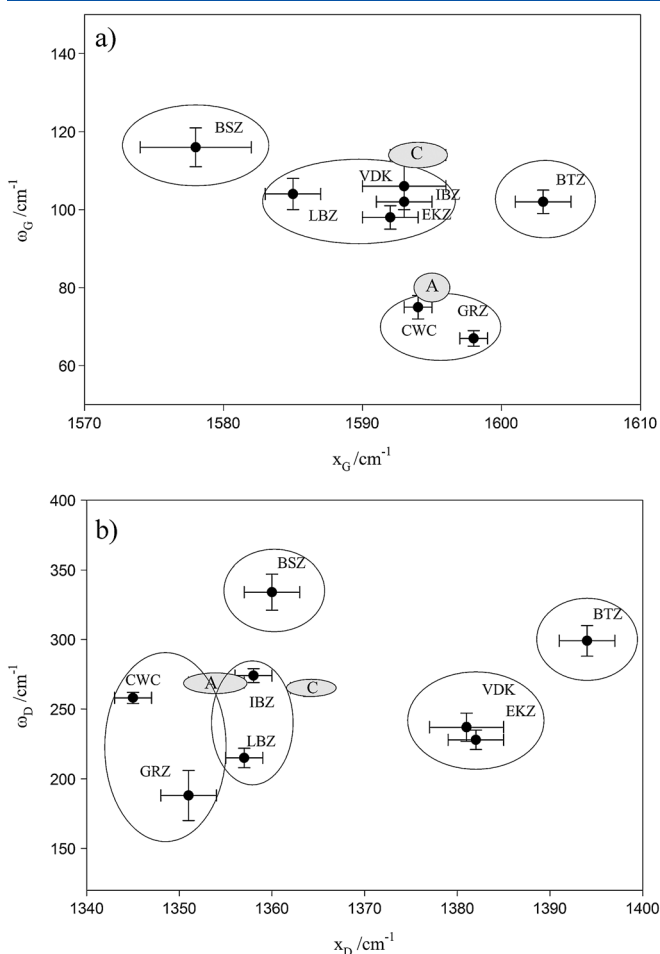 a)
140
120
100
80
60
ω_G /cm⁻¹
BSZ
C
VDK
BTZ
IBZ
LBZ
EKZ
A
GRZ
CWC
1570 1580 1590 1600 1610
x_G /cm⁻¹
b)
400
350
300
250
200
150
ω_D /cm⁻¹
BSZ
BTZ
CWC
A
C
VDK
IBZ
EKZ
LBZ
GRZ
1340 1350 1360 1370 1380 1390 1400
x_D /cm⁻¹